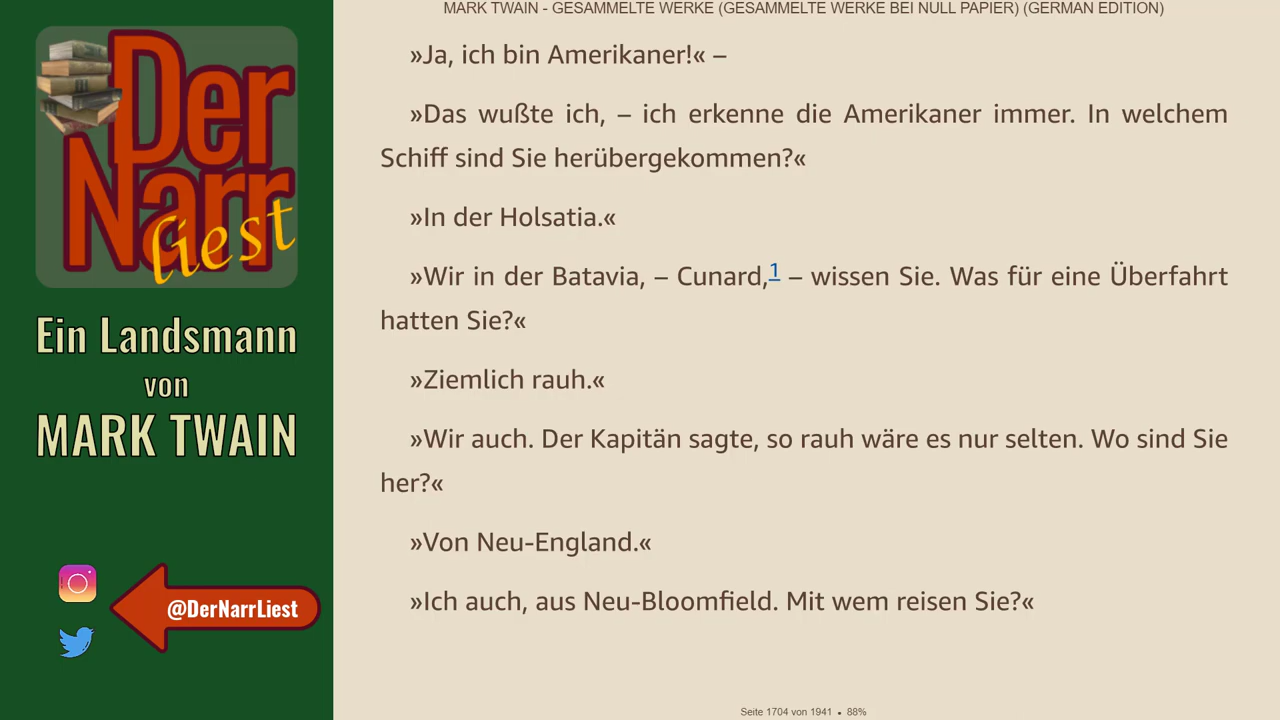 Der
Narr
liest
Ein Landsmann
von
MARK TWAIN
@DerNarrLiest
MARK TWAIN - GESAMMELTE WERKE (GESAMMELTE WERKE BEI NULL PAPIER) (GERMAN EDITION)
»Ja, ich bin Amerikaner!« –
»Das wußte ich, – ich erkenne die Amerikaner immer. In welchem
Schiff sind Sie herübergekommen?«
»In der Holsatia.«
»Wir in der Batavia, – Cunard,1 – wissen Sie. Was für eine Überfahrt
hatten Sie?«
»Ziemlich rauh.«
»Wir auch. Der Kapitän sagte, so rauh wäre es nur selten. Wo sind Sie
her?«
»Von Neu-England.«
»Ich auch, aus Neu-Bloomfield. Mit wem reisen Sie?«
Seite 1704 von 1941 • 88%